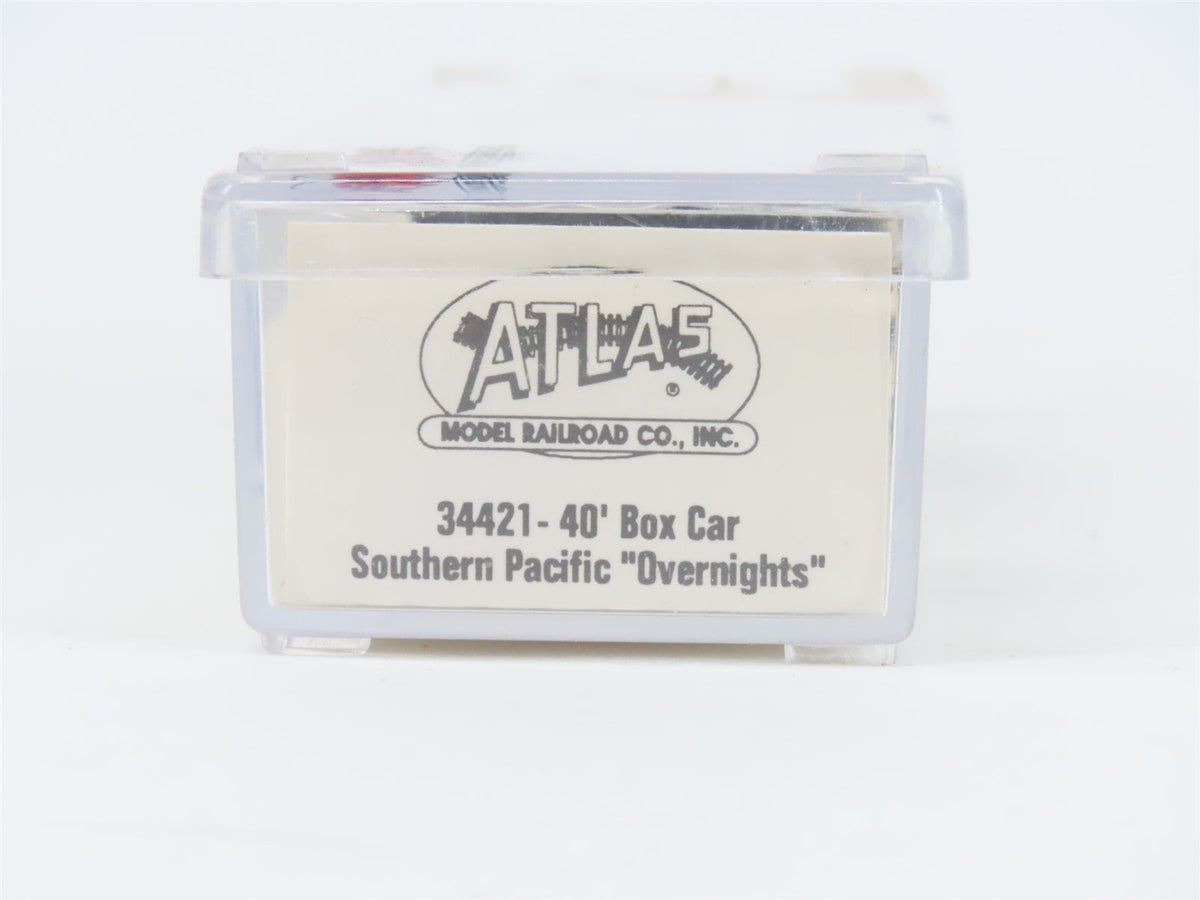 ATLAS
®
MODEL RAILROAD CO., INC.
34421 - 40' Box Car
Southern Pacific "Overnights"